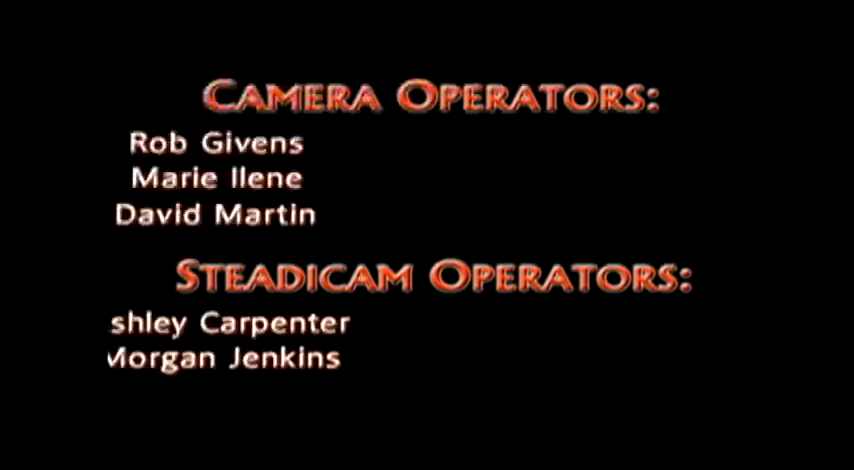 CAMERA OPERATORS:
Rob Givens
Marie Ilene
David Martin
STEADICAM OPERATORS:
shley Carpenter
Morgan Jenkins